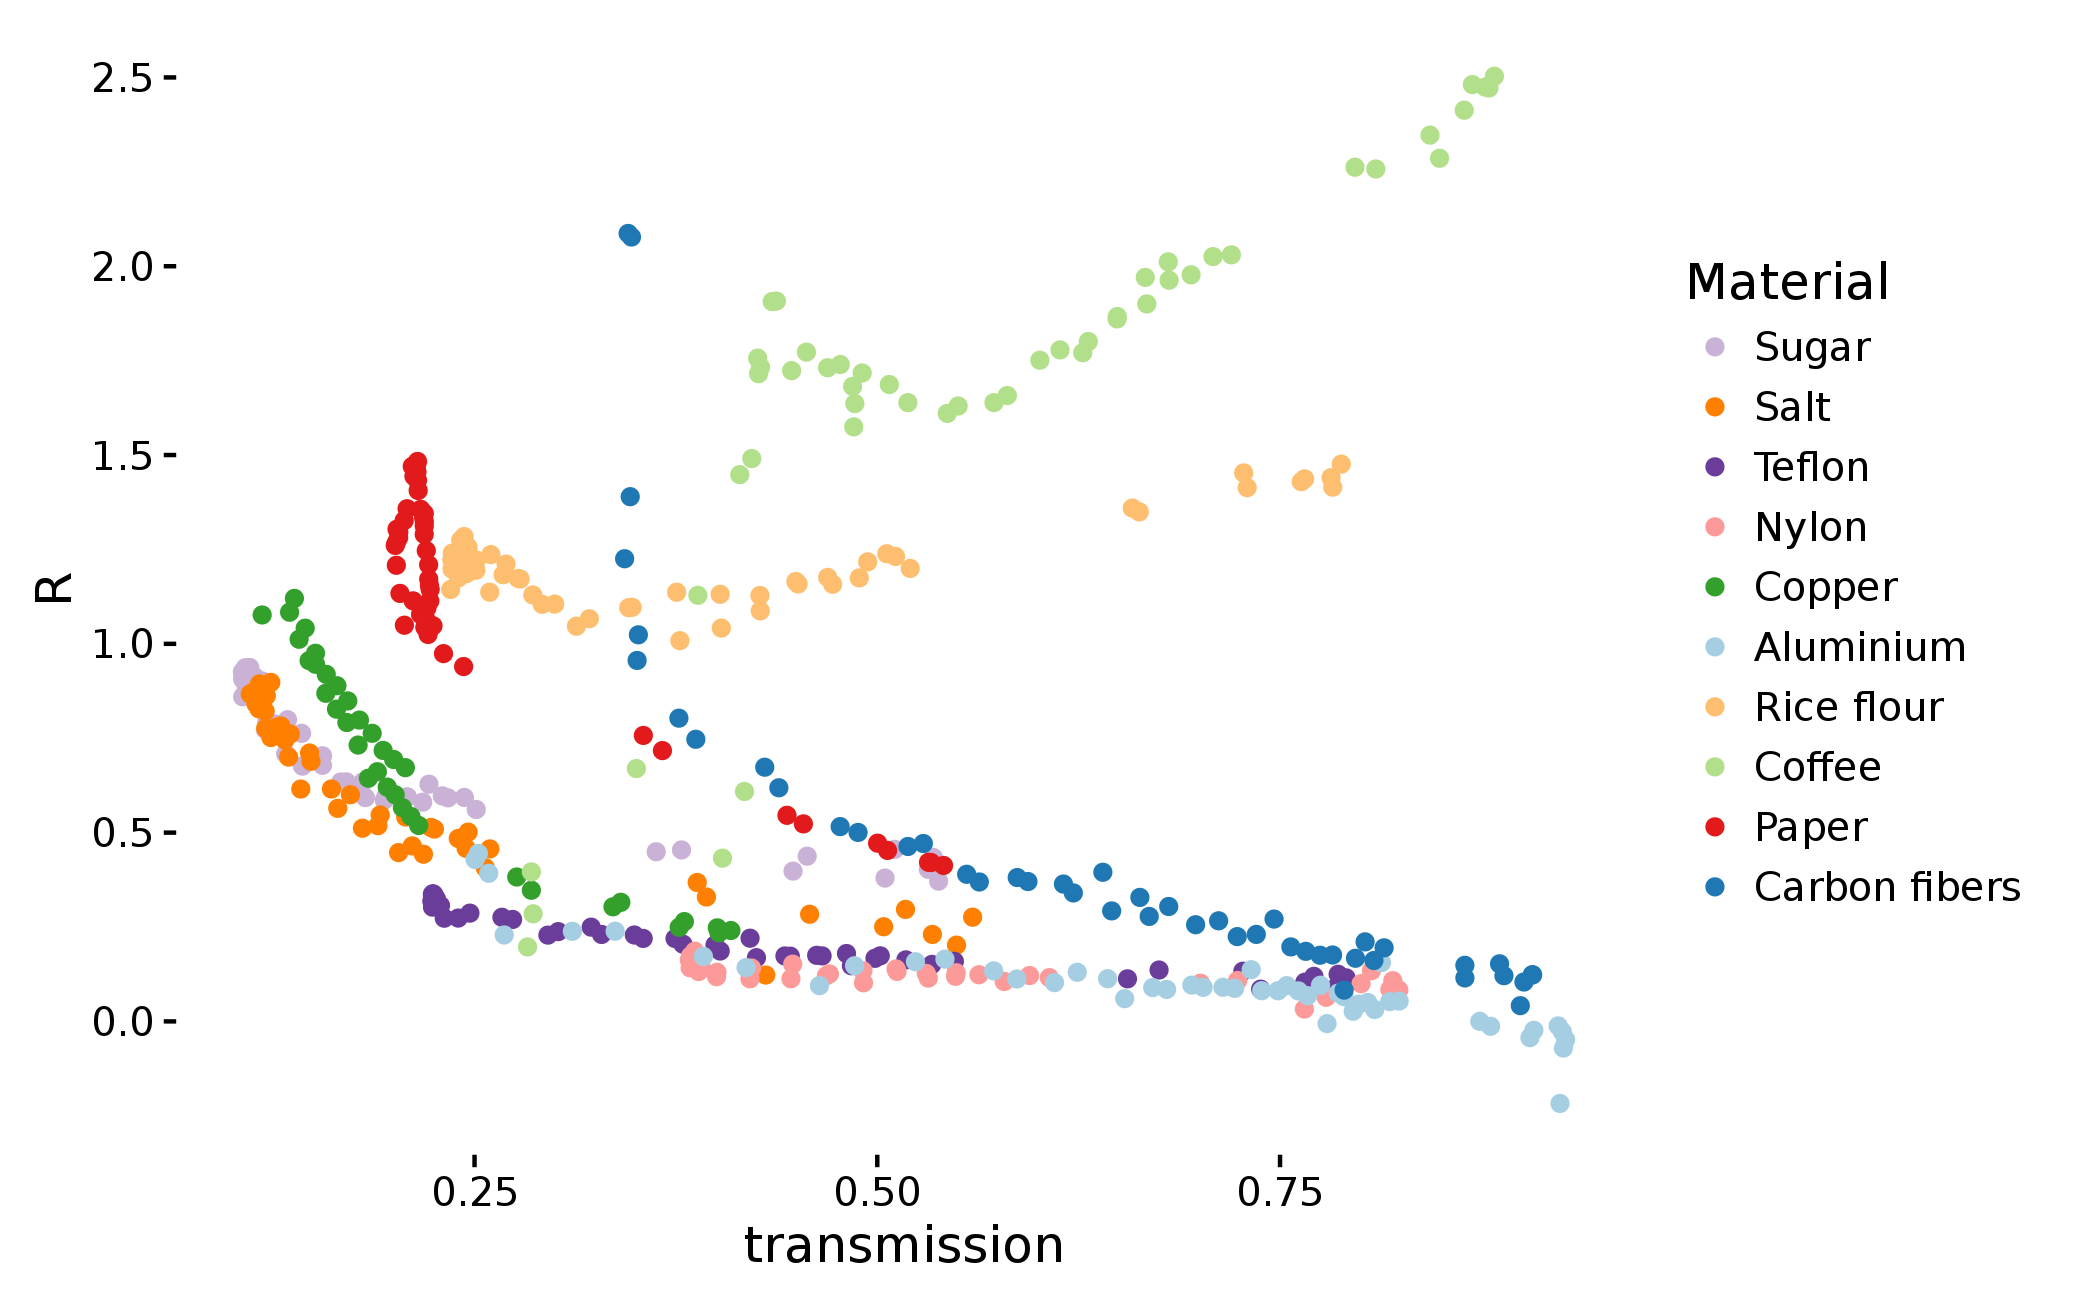 2.5
2.0
1.5
1.0
0.5
0.0
R
0.25 0.50 0.75
transmission
Material
Sugar
Salt
Teflon
Nylon
Copper
Aluminium
Rice flour
Coffee
Paper
Carbon fibers